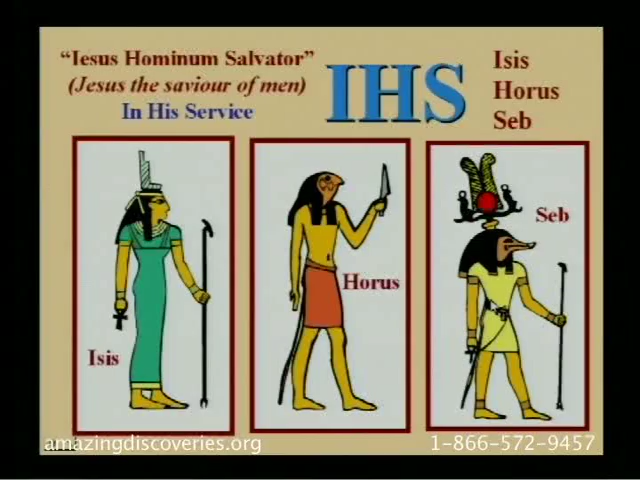 “Iesus Hominum Salvator”
(Jesus the saviour of men)
In His Service
IHS
Isis
Horus
Seb
Isis
Horus
Seb
amazingdiscoveries.org
1-866-572-9457